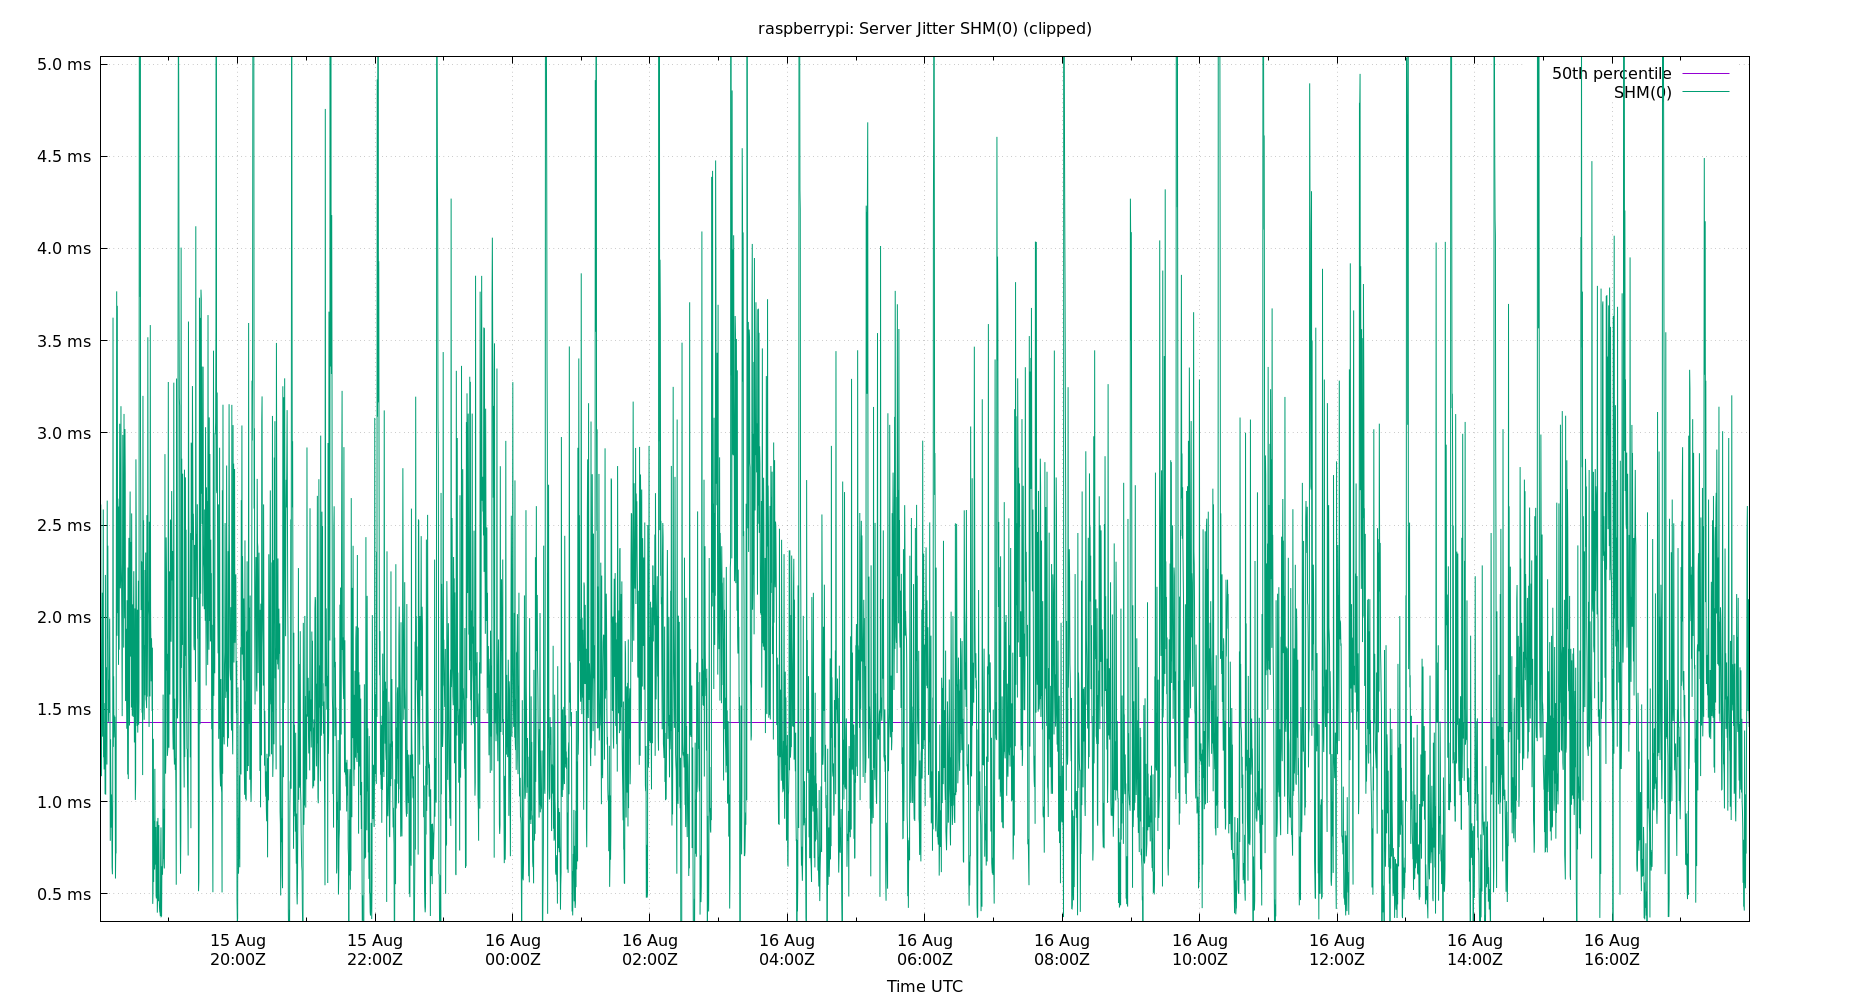 raspberrypi: Server Jitter SHM(0) (clipped)
5.0 ms
4.5 ms
4.0 ms
3.5 ms
3.0 ms
2.5 ms
2.0 ms
1.5 ms
1.0 ms
0.5 ms
50th percentile
SHM(0)
15 Aug
20:00Z
15 Aug
22:00Z
16 Aug
00:00Z
16 Aug
02:00Z
16 Aug
04:00Z
16 Aug
06:00Z
16 Aug
08:00Z
16 Aug
10:00Z
16 Aug
12:00Z
16 Aug
14:00Z
16 Aug
16:00Z
Time UTC